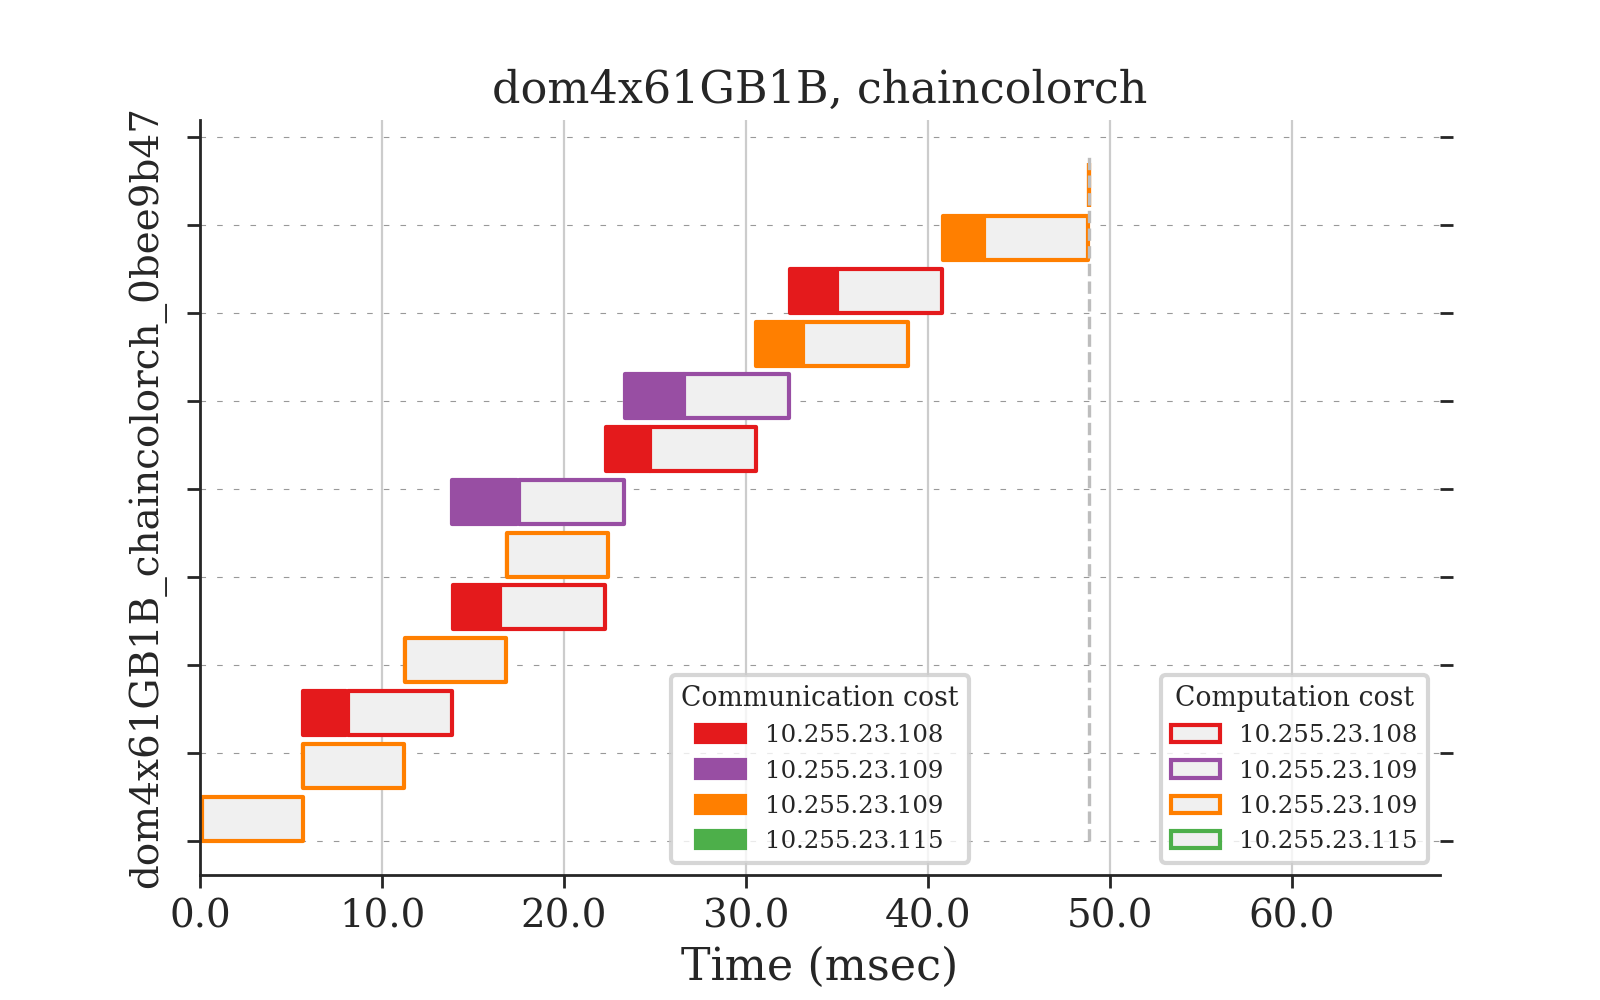 dom4x61GB1B, chaincolorch
dom4x61GB1B_chaincolorch_0bee9b47
Communication cost
10.255.23.108
10.255.23.109
10.255.23.109
10.255.23.115
Computation cost
10.255.23.108
10.255.23.109
10.255.23.109
10.255.23.115
0.0 10.0 20.0 30.0 40.0 50.0 60.0
Time (msec)